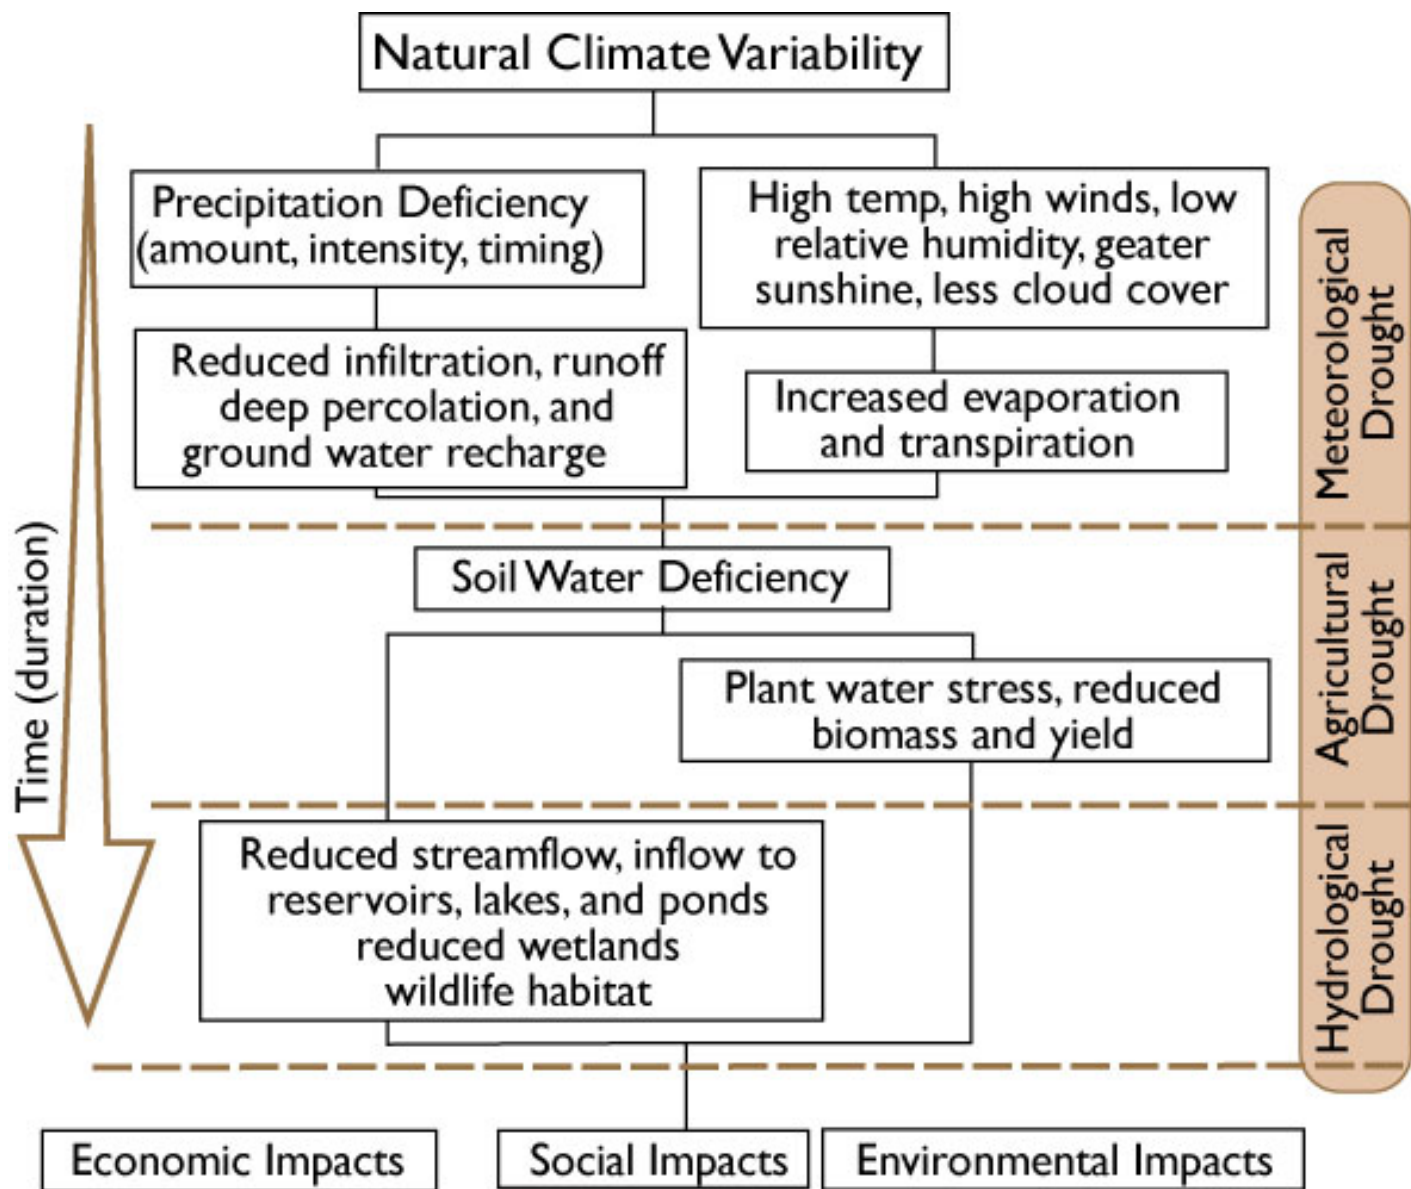 Natural Climate Variability
Precipitation Deficiency
(amount, intensity, timing)
High temp, high winds, low
relative humidity, geater
sunshine, less cloud cover
Reduced infiltration, runoff
deep percolation, and
ground water recharge
Increased evaporation
and transpiration
Meteorological
Drought
Time (duration)
Soil Water Deficiency
Plant water stress, reduced
biomass and yield
Agricultural
Drought
Reduced streamflow, inflow to
reservoirs, lakes, and ponds
reduced wetlands
wildlife habitat
Hydrological
Drought
Economic Impacts
Social Impacts
Environmental Impacts